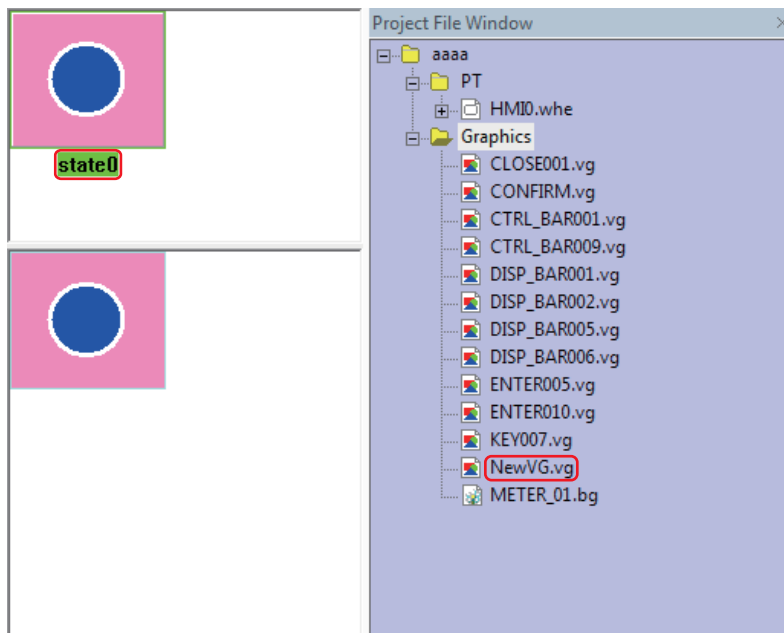 state0
Project File Window
aaaa
PT
HMI0.whe
Graphics
CLOSE001.vg
CONFIRM.vg
CTRL_BAR001.vg
CTRL_BAR009.vg
DISP_BAR001.vg
DISP_BAR002.vg
DISP_BAR005.vg
DISP_BAR006.vg
ENTER005.vg
ENTER010.vg
KEY007.vg
NewVG.vg
METER_01.bg